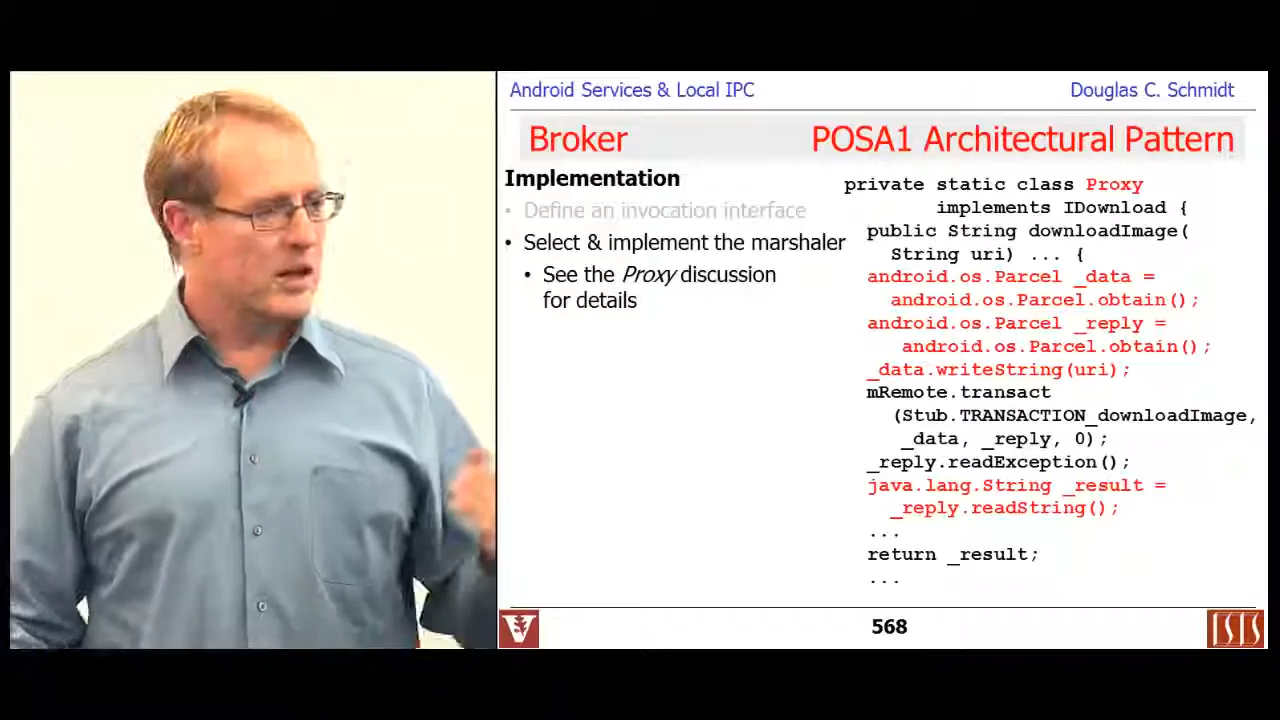 Android Services & Local IPC
Douglas C. Schmidt
Broker
POSA1 Architectural Pattern
Implementation
• Define an invocation interface
• Select & implement the marshaler
• See the Proxy discussion
for details
private static class Proxy
implements IDownload {
public String downloadImage(
String uri) ... {
android.os.Parcel _data =
android.os.Parcel.obtain();
android.os.Parcel _reply =
android.os.Parcel.obtain();
_data.writeString(uri);
mRemote.transact
(Stub.TRANSACTION_downloadImage,
_data, _reply, 0);
_reply.readException();
java.lang.String _result =
_reply.readString();
...
return _result;
...
V
568
ISIS